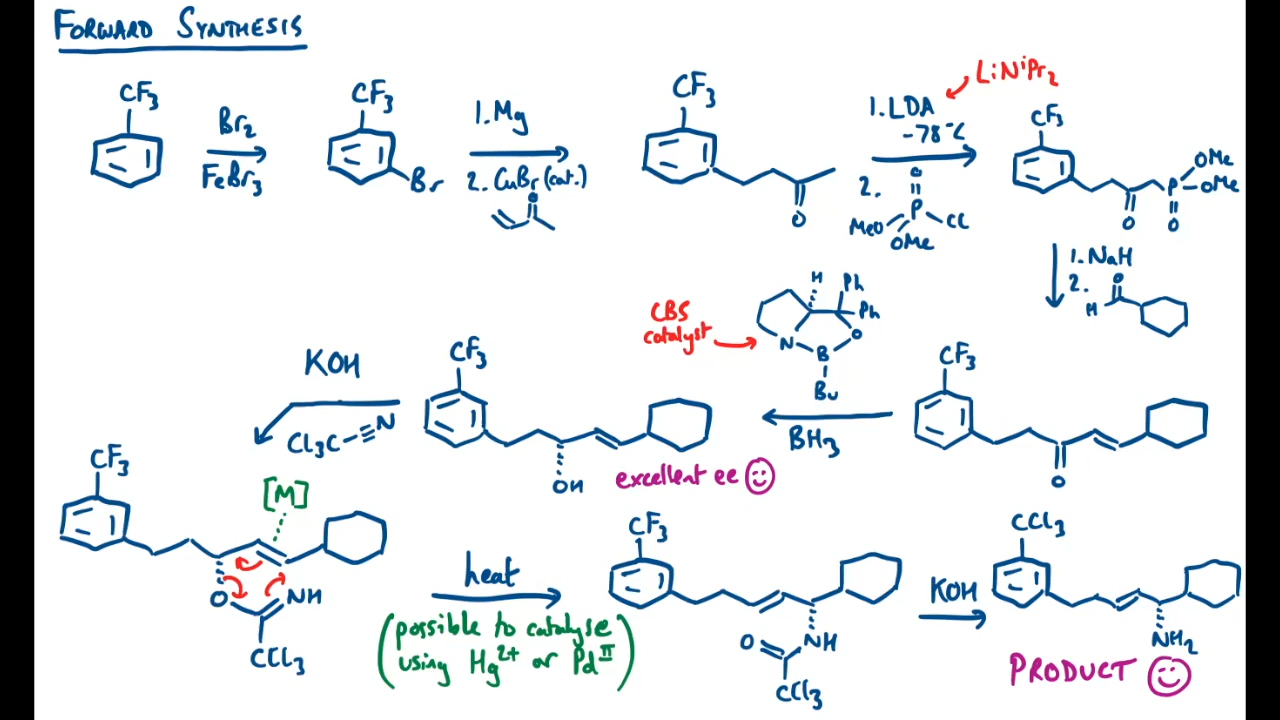 FORWARD SYNTHESIS
CF3
Br2
FeBr3
CF3
Br
1. Mg
2. CuBr (cat.)
O
CF3
O
1. LDA
-78°C
LiNiPr2
2.
O
P
Cl
MeO
OMe
CF3
O
P
O
OMe
OMe
1. NaH
2.
O
H
CF3
O
CBS
catalyst
H
Ph
Ph
N
B
O
Bu
BH3
CF3
OH
excellent ee
KOH
Cl3C
N
CF3
[M]
O
NH
CCl3
heat
(possible to catalyse
using Hg2+ or PdII)
CF3
O
NH
CCl3
KOH
CCl3
NH2
PRODUCT